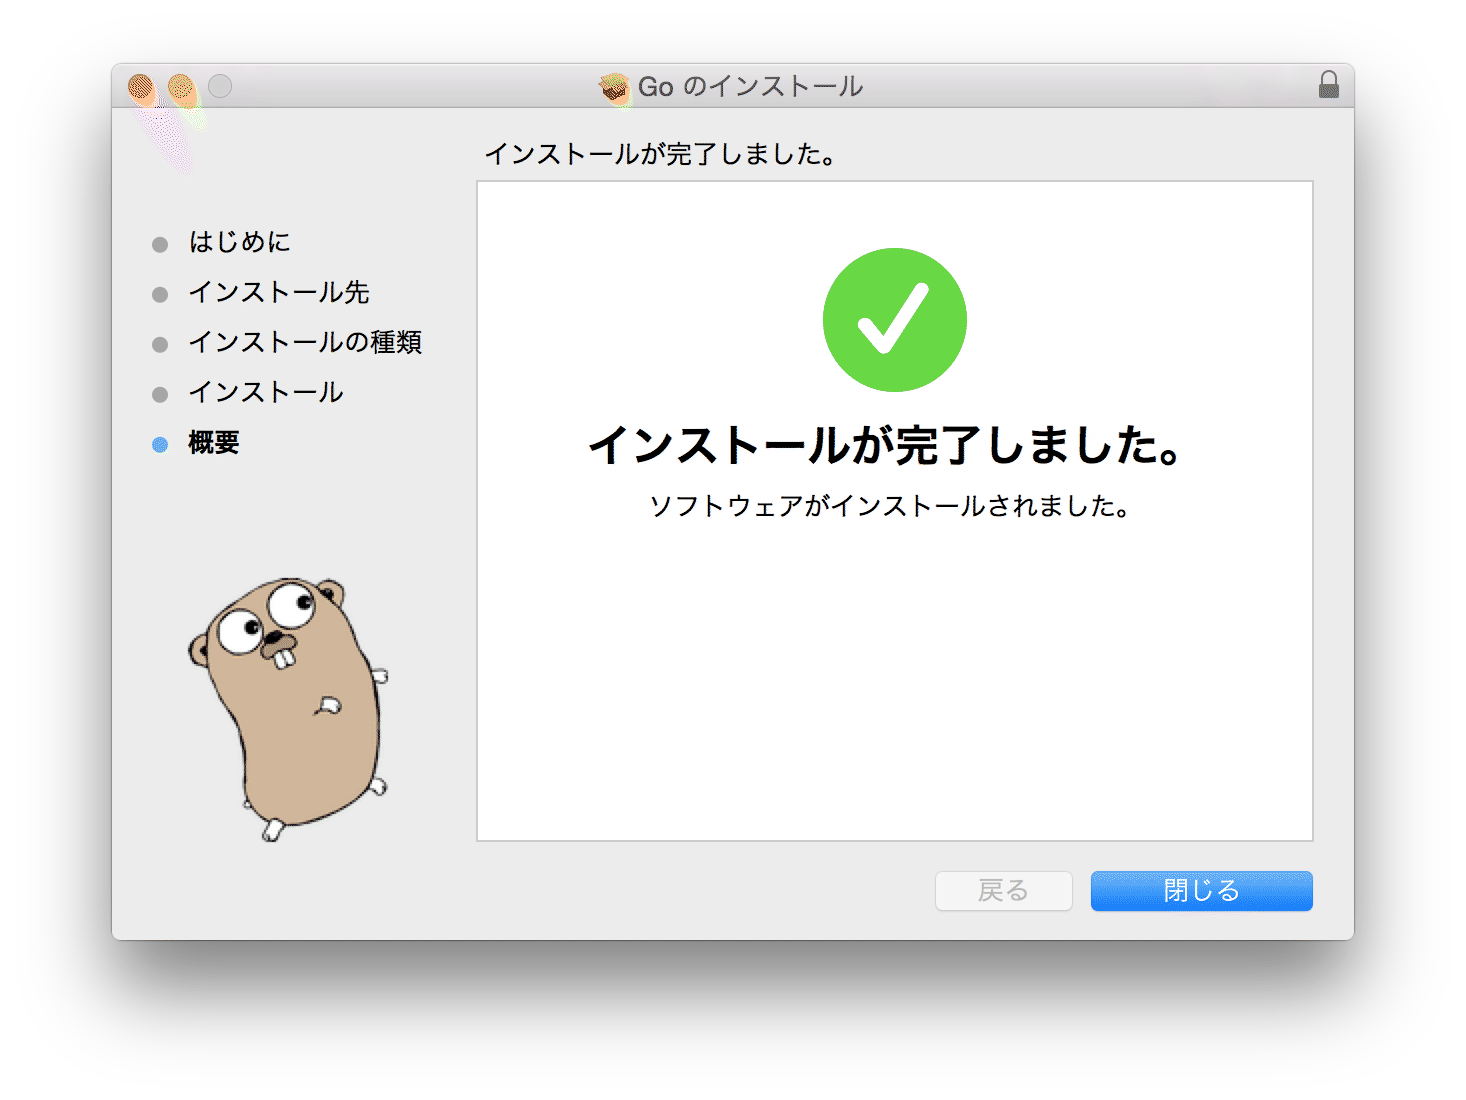 Go のインストール
インストールが完了しました。
はじめに
インストール先
インストールの種類
インストール
概要
インストールが完了しました。
ソフトウェアがインストールされました。
戻る
閉じる